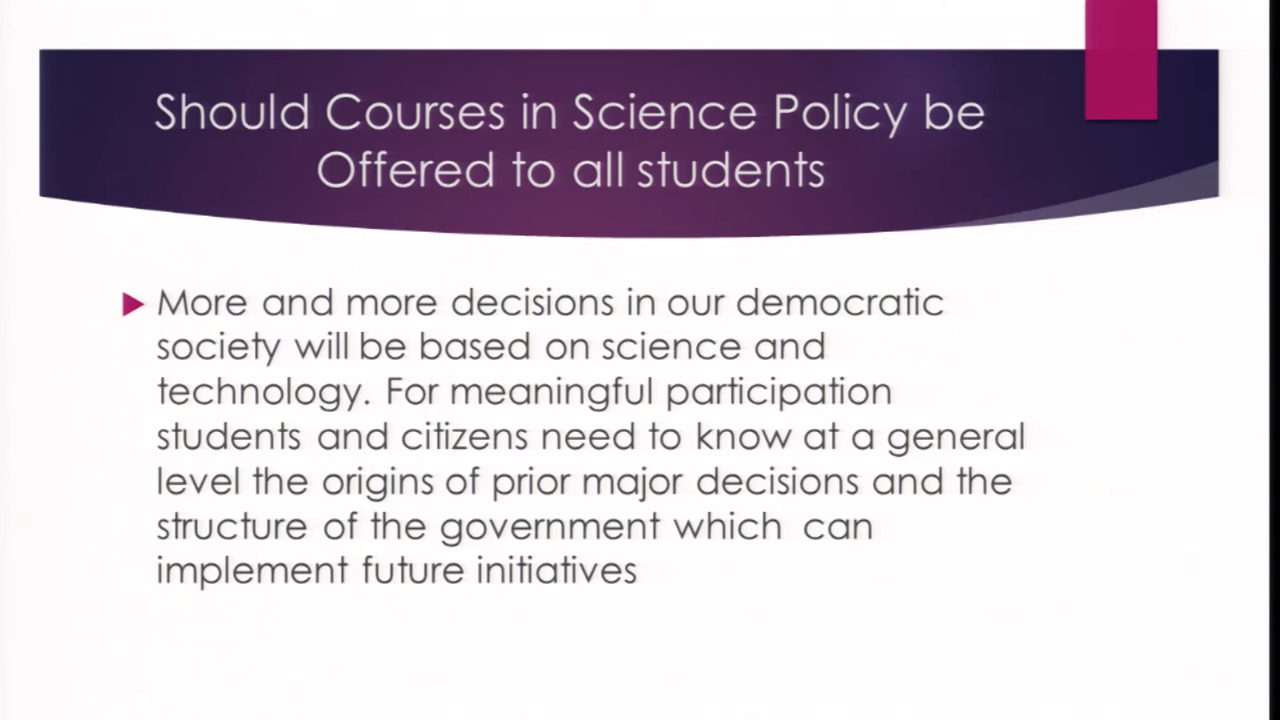 Should Courses in Science Policy be
Offered to all students
More and more decisions in our democratic
society will be based on science and
technology. For meaningful participation
students and citizens need to know at a general
level the origins of prior major decisions and the
structure of the government which can
implement future initiatives